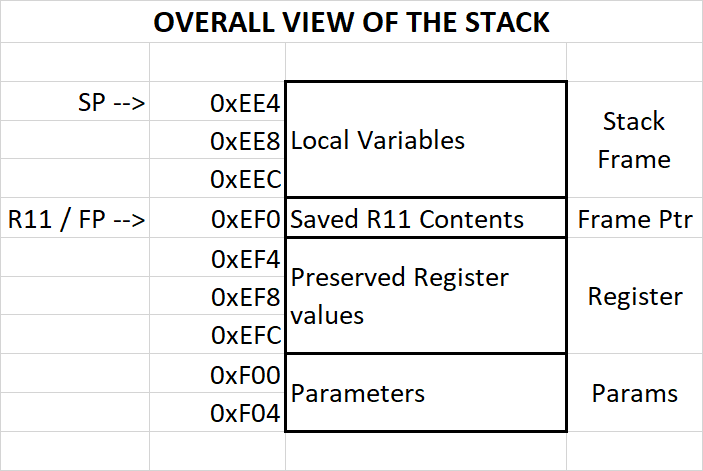 OVERALL VIEW OF THE STACK
SP --> 0xEE4
0xEE8 Local Variables Stack
Frame
0xEEC
R11 / FP --> 0xEF0 Saved R11 Contents Frame Ptr
0xEF4
0xEF8 Preserved Register
values Register
0xEFC
0xF00
Parameters Params
0xF04